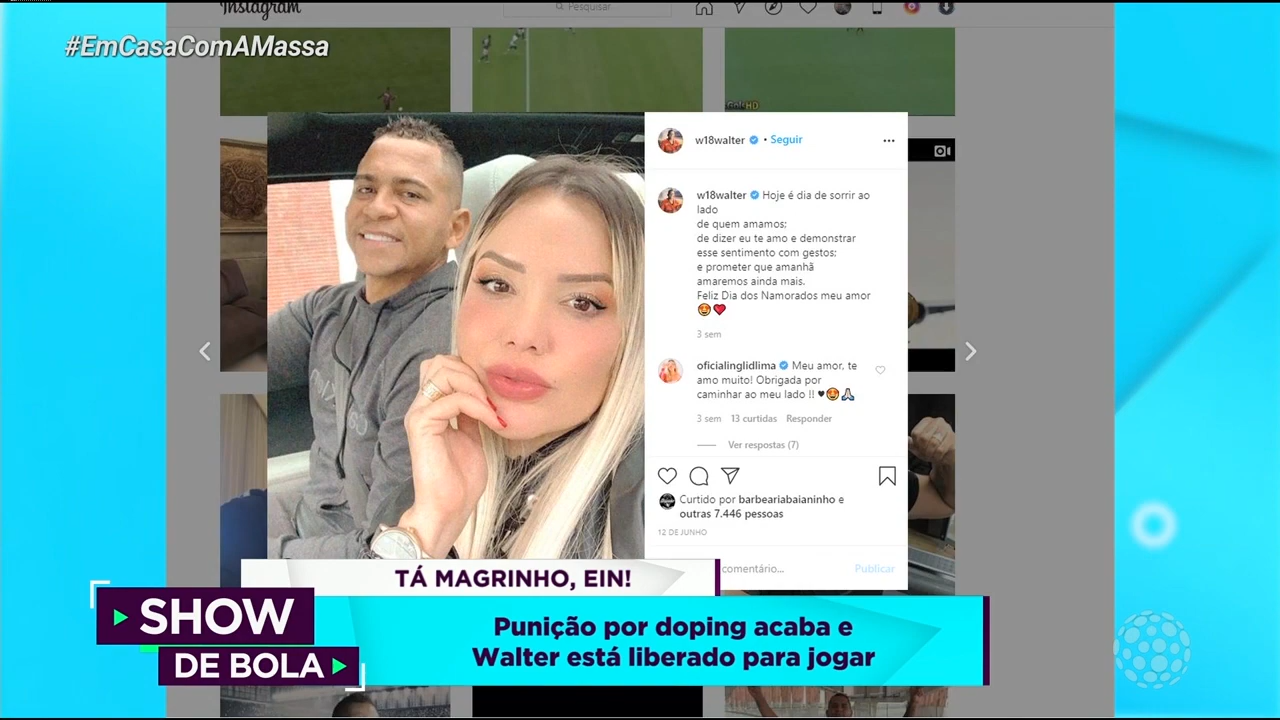 Instagram
Pesquisar
#EmCasaComAMassa
GoleHD
w18walter • Seguir
w18walter Hoje é dia de sorrir ao
lado
de quem amamos;
de dizer eu te amo e demonstrar
esse sentimento com gestos;
e prometer que amanhã
amaremos ainda mais.
Feliz Dia dos Namorados meu amor
😍❤️
3 sem
oficialinglidlima Meu amor, te
amo muito! Obrigada por
caminhar ao meu lado !! ♥😍🙏
3 sem 13 curtidas Responder
Ver respostas (7)
Curtido por barbeariabaianinho e
outras 7.446 pessoas
12 DE JUNHO
comentário... Publicar
TÁ MAGRINHO, EIN!
SHOW
DE BOLA
Punição por doping acaba e
Walter está liberado para jogar